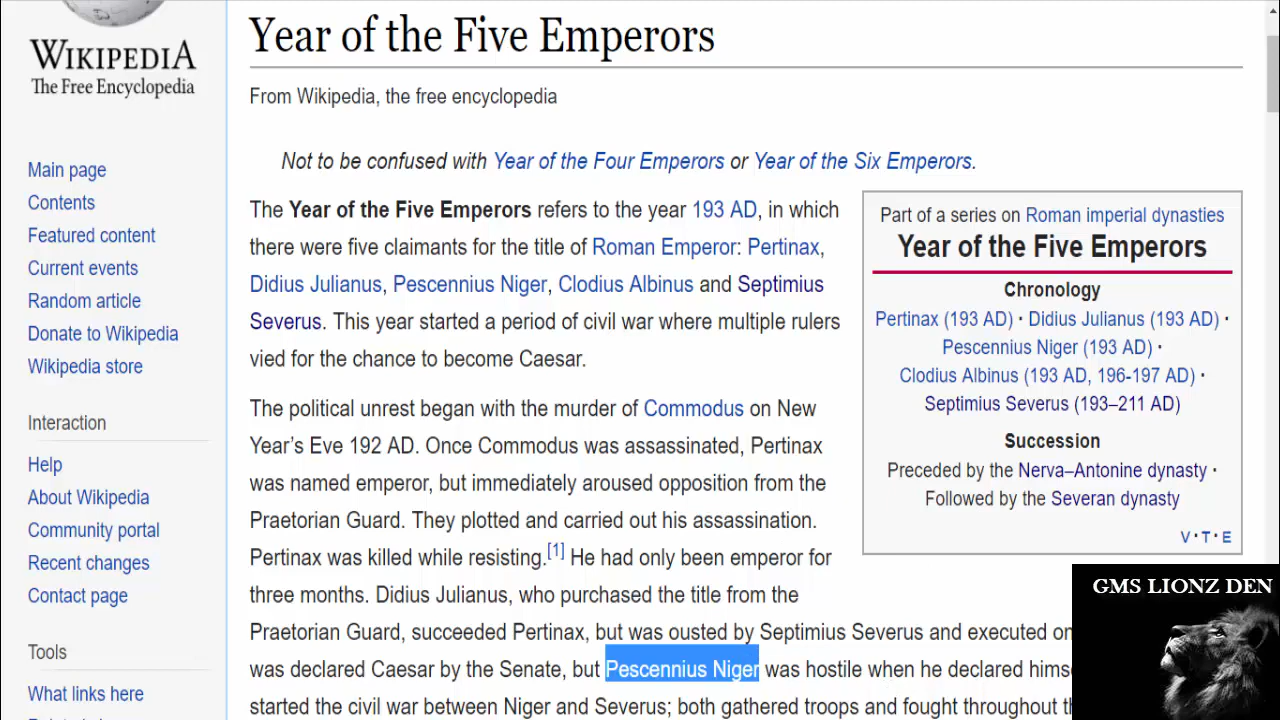 WIKIPEDIA
The Free Encyclopedia
Main page
Contents
Featured content
Current events
Random article
Donate to Wikipedia
Wikipedia store
Interaction
Help
About Wikipedia
Community portal
Recent changes
Contact page
Tools
What links here
Year of the Five Emperors
From Wikipedia, the free encyclopedia
Not to be confused with Year of the Four Emperors or Year of the Six Emperors.
The Year of the Five Emperors refers to the year 193 AD, in which
there were five claimants for the title of Roman Emperor: Pertinax,
Didius Julianus, Pescennius Niger, Clodius Albinus and Septimius
Severus. This year started a period of civil war where multiple rulers
vied for the chance to become Caesar.
The political unrest began with the murder of Commodus on New
Year's Eve 192 AD. Once Commodus was assassinated, Pertinax
was named emperor, but immediately aroused opposition from the
Praetorian Guard. They plotted and carried out his assassination.
Pertinax was killed while resisting.[1] He had only been emperor for
three months. Didius Julianus, who purchased the title from the
Praetorian Guard, succeeded Pertinax, but was ousted by Septimius Severus and executed on
was declared Caesar by the Senate, but Pescennius Niger was hostile when he declared
started the civil war between Niger and Severus; both gathered troops and fought throughout
Part of a series on Roman imperial dynasties
Year of the Five Emperors
Chronology
Pertinax (193 AD) · Didius Julianus (193 AD) ·
Pescennius Niger (193 AD) ·
Clodius Albinus (193 AD, 196-197 AD) ·
Septimius Severus (193–211 AD)
Succession
Preceded by the Nerva–Antonine dynasty ·
Followed by the Severan dynasty
V · T · E
GMS LIONZ DEN